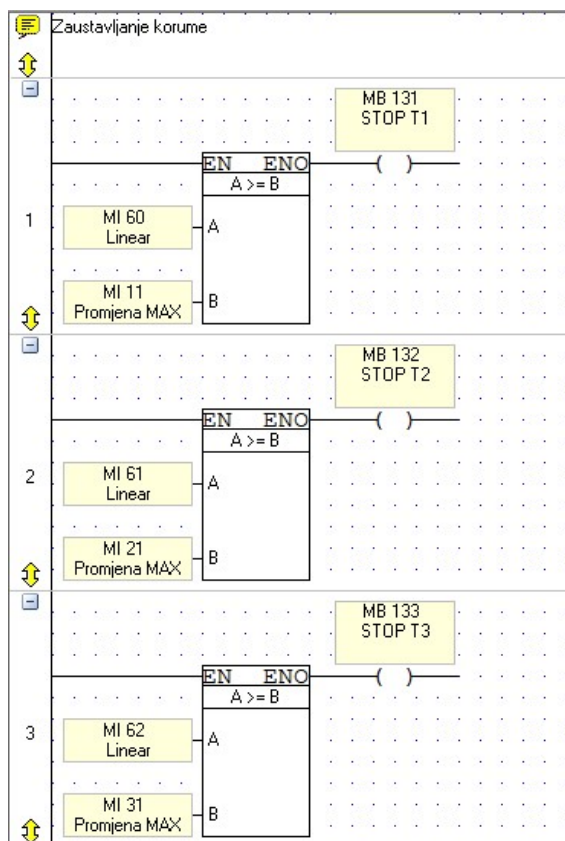 Zaustavljanje korume
MB 131
STOP T1
EN ENO
A >= B
1
MI 60
Linear
A
MI 11
Promjena MAX
B
MB 132
STOP T2
EN ENO
A >= B
2
MI 61
Linear
A
MI 21
Promjena MAX
B
MB 133
STOP T3
EN ENO
A >= B
3
MI 62
Linear
A
MI 31
Promjena MAX
B